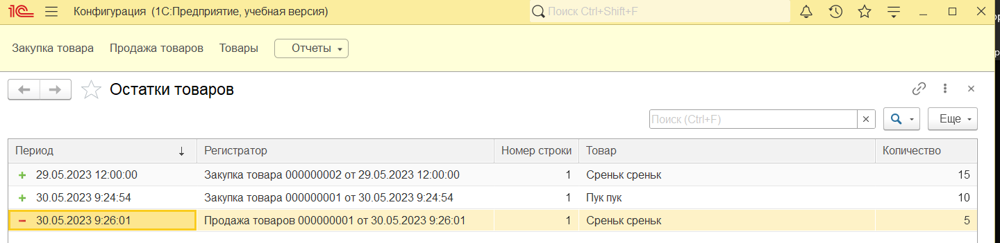 1С Конфигурация (1С:Предприятие, учебная версия) Поиск Ctrl+Shift+F
Закупка товара Продажа товаров Товары Отчеты
Остатки товаров
Поиск (Ctrl+F) Еще
Период Регистратор Номер строки Товар Количество
29.05.2023 12:00:00 Закупка товара 000000002 от 29.05.2023 12:00:00 1 Среньк среньк 15
30.05.2023 9:24:54 Закупка товара 000000001 от 30.05.2023 9:24:54 1 Пук пук 10
30.05.2023 9:26:01 Продажа товаров 000000001 от 30.05.2023 9:26:01 1 Среньк среньк 5